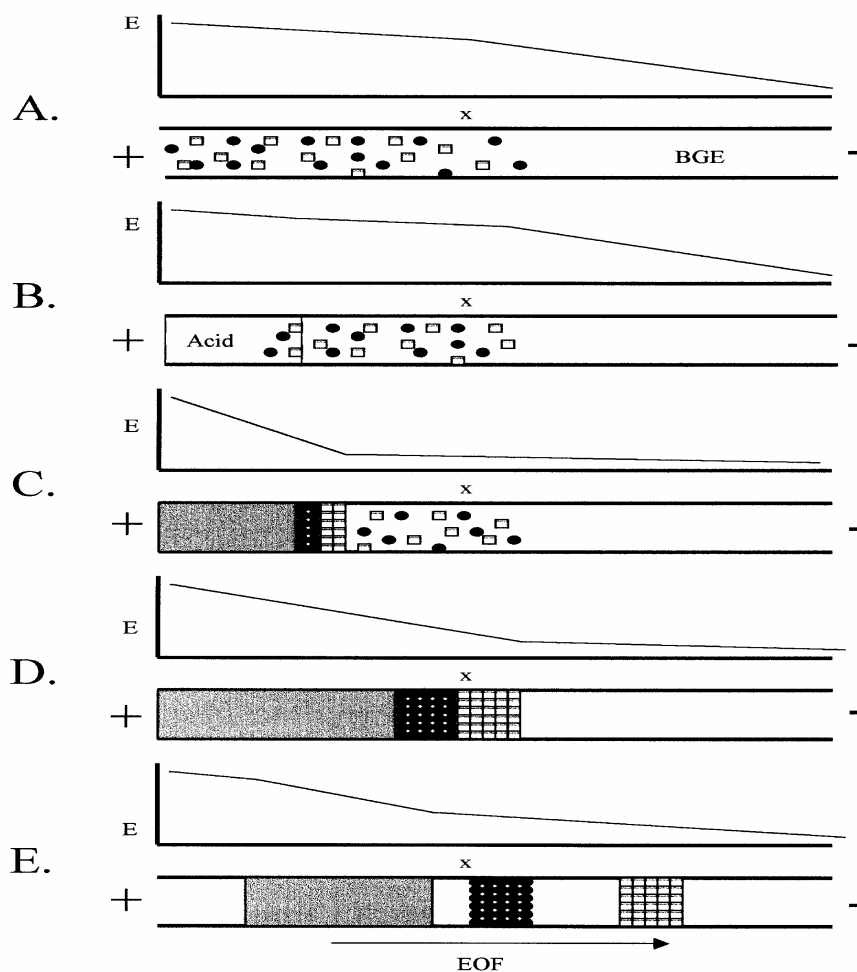 E
A.
x
+ BGE -
E
B.
x
+ Acid -
E
C.
x
+ -
E
D.
x
+ -
E
E.
x
+ -
EOF